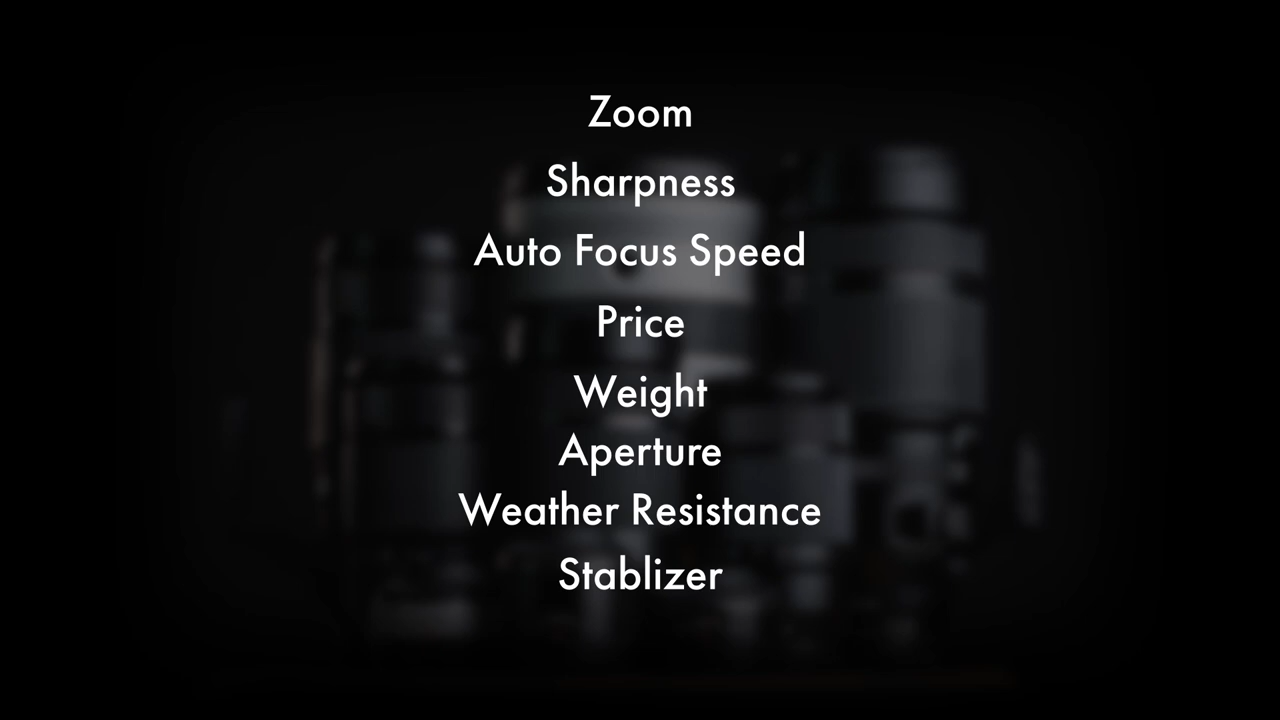 Zoom
Sharpness
Auto Focus Speed
Price
Weight
Aperture
Weather Resistance
Stablizer